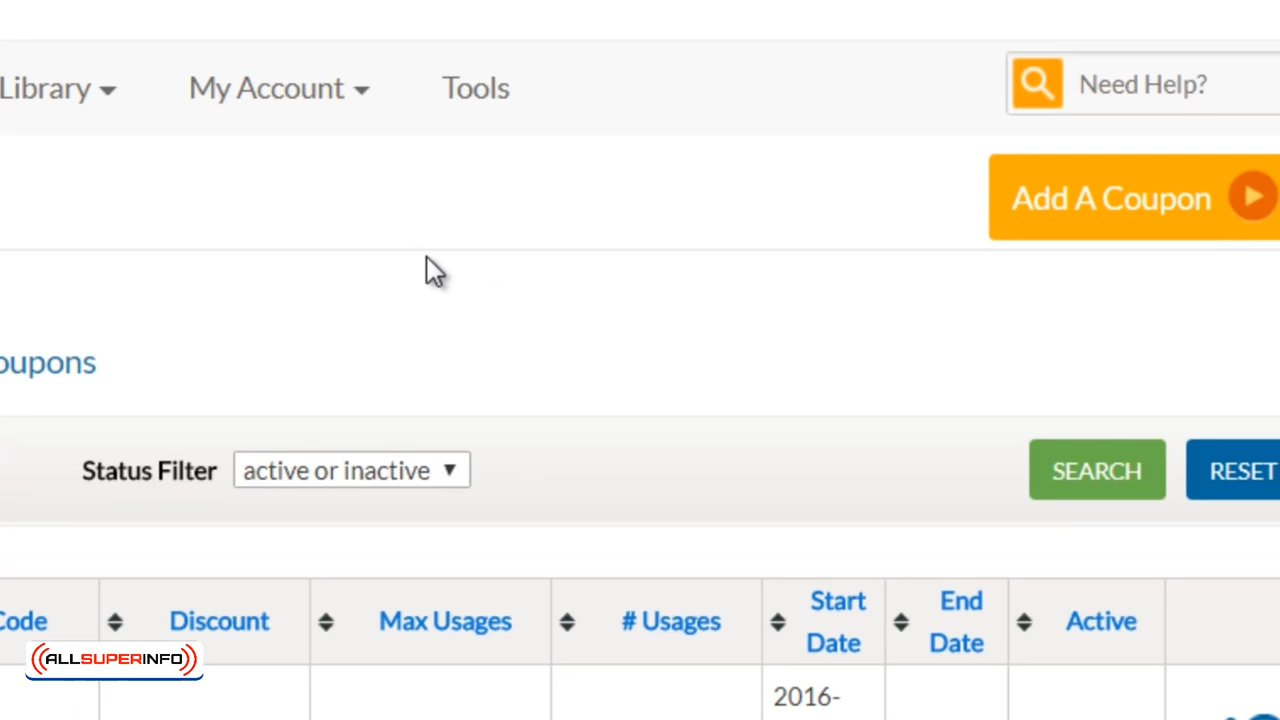 Library My Account Tools Need Help?
Add A Coupon
oupons
Status Filter active or inactive SEARCH RESET
Code Discount Max Usages # Usages Start Date End Date Active
2016-
((ALLSUPERINFO))